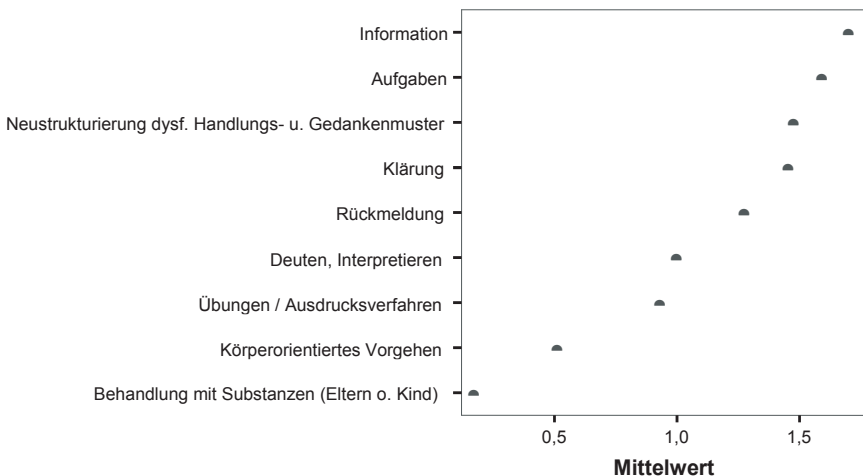 Information
Aufgaben
Neustrukturierung dysf. Handlungs- u. Gedankenmuster
Klärung
Rückmeldung
Deuten, Interpretieren
Übungen / Ausdrucksverfahren
Körperorientiertes Vorgehen
Behandlung mit Substanzen (Eltern o. Kind)
0,5 1,0 1,5
Mittelwert